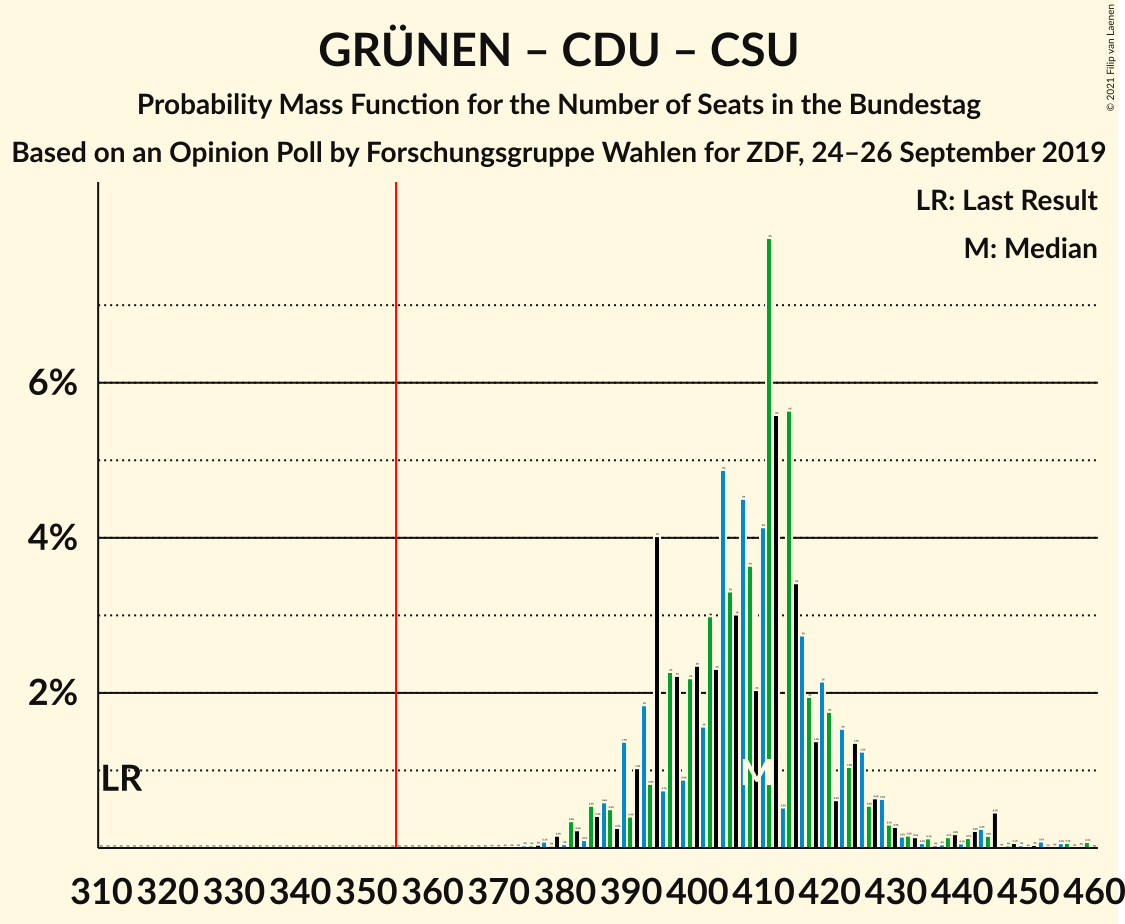 GRÜNEN – CDU – CSU
Probability Mass Function for the Number of Seats in the Bundestag
Based on an Opinion Poll by Forschungsgruppe Wahlen for ZDF, 24–26 September 2019
© 2021 Filip van Laenen
LR: Last Result
M: Median
6%
4%
2%
LR
M
310 320 330 340 350 360 370 380 390 400 410 420 430 440 450 460